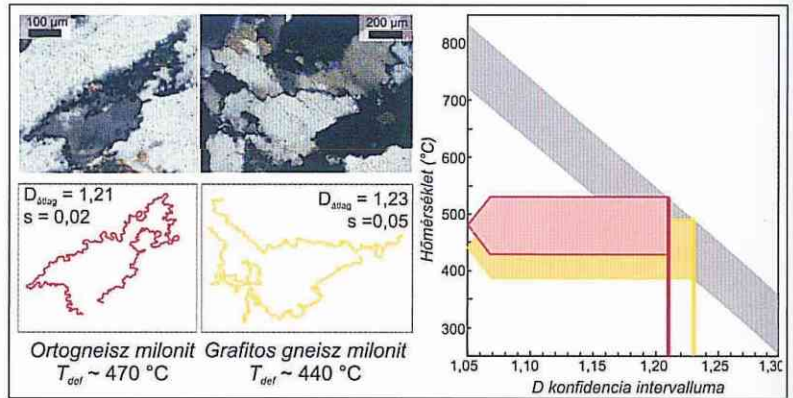 100 µm
200 µm
D_átlag = 1,21
s = 0,02
D_átlag = 1,23
s =0,05
Ortogneisz milonit
T_def ~ 470 °C
Grafitos gneisz milonit
T_def ~ 440 °C
Hőmérséklet (°C)
800
700
600
500
400
300
1,05
1,10
1,15
1,20
1,25
1,30
D konfidencia intervalluma